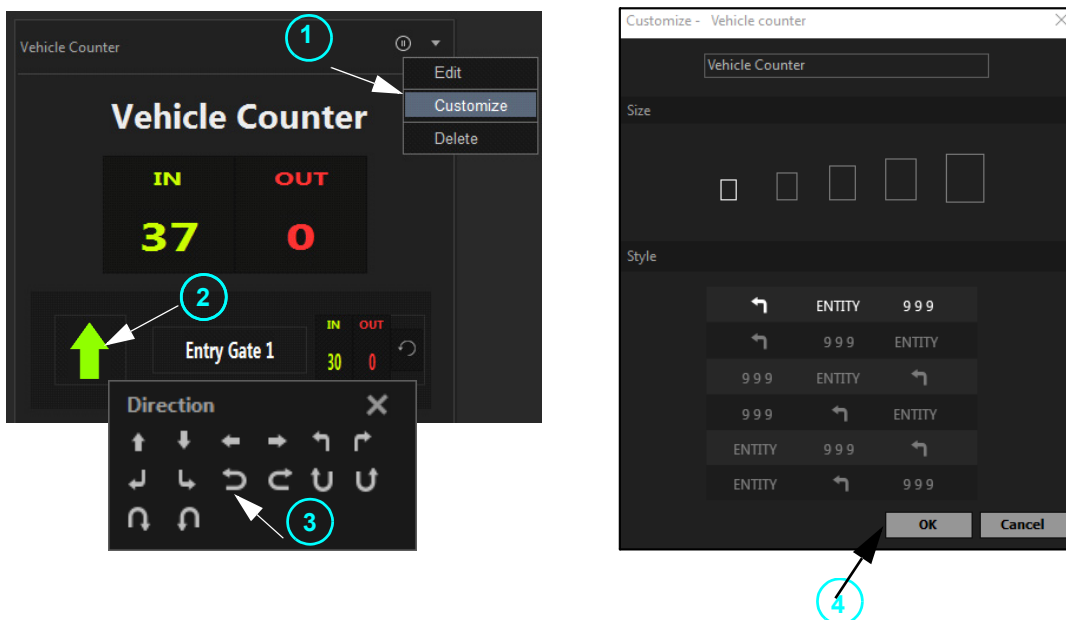 1
Vehicle Counter
Edit
Customize
Delete
Vehicle Counter
IN OUT
37 0
2
IN OUT
Entry Gate 1
30 0
Direction
3
Customize - Vehicle counter
Vehicle Counter
Size
Style
ENTITY 999
999 ENTITY
999 ENTITY
999 ENTITY
ENTITY 999
ENTITY 999
OK Cancel
4